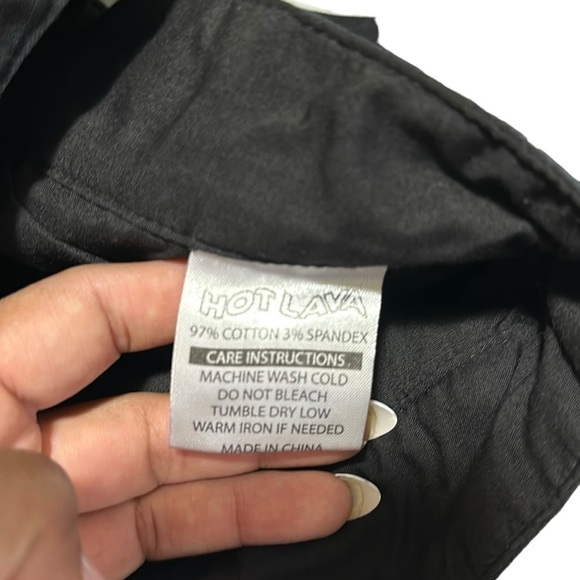 HOT LAVA
97% COTTON 3% SPANDEX
CARE INSTRUCTIONS
MACHINE WASH COLD
DO NOT BLEACH
TUMBLE DRY LOW
WARM IRON IF NEEDED
MADE IN CHINA